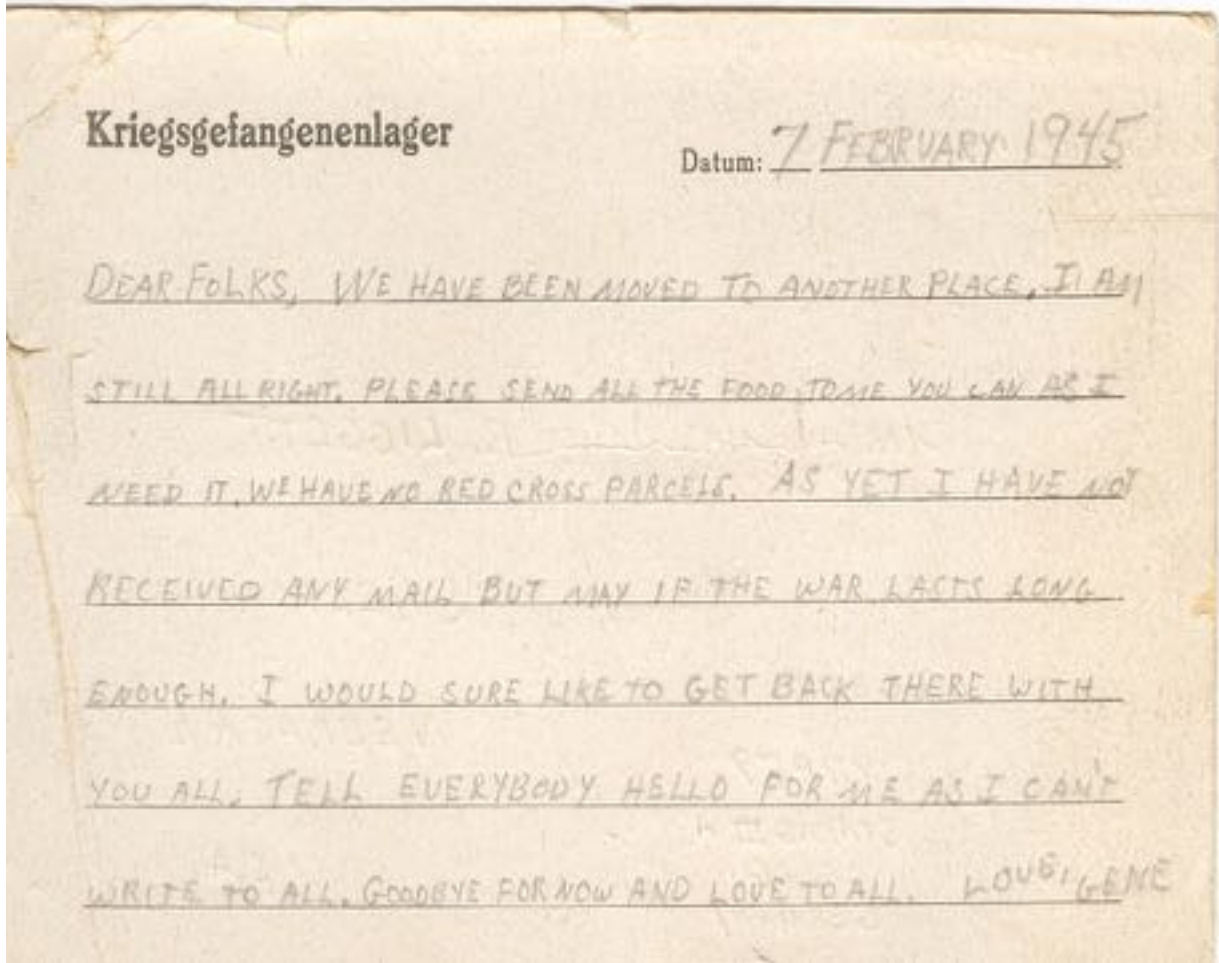 Kriegsgefangenenlager
Datum: 7 FEBRUARY 1945
DEAR FOLKS, WE HAVE BEEN MOVED TO ANOTHER PLACE. I AM
STILL ALL RIGHT. PLEASE SEND ALL THE FOOD TO ME YOU CAN AS I
NEED IT. WE HAVE NO RED CROSS PARCELS. AS YET I HAVE NOT
RECEIVED ANY MAIL BUT MAY IF THE WAR LASTS LONG
ENOUGH. I WOULD SURE LIKE TO GET BACK THERE WITH
YOU ALL. TELL EVERYBODY HELLO FOR ME AS I CAN'T
WRITE TO ALL. GOODBYE FOR NOW AND LOVE TO ALL. LOVE, GENE